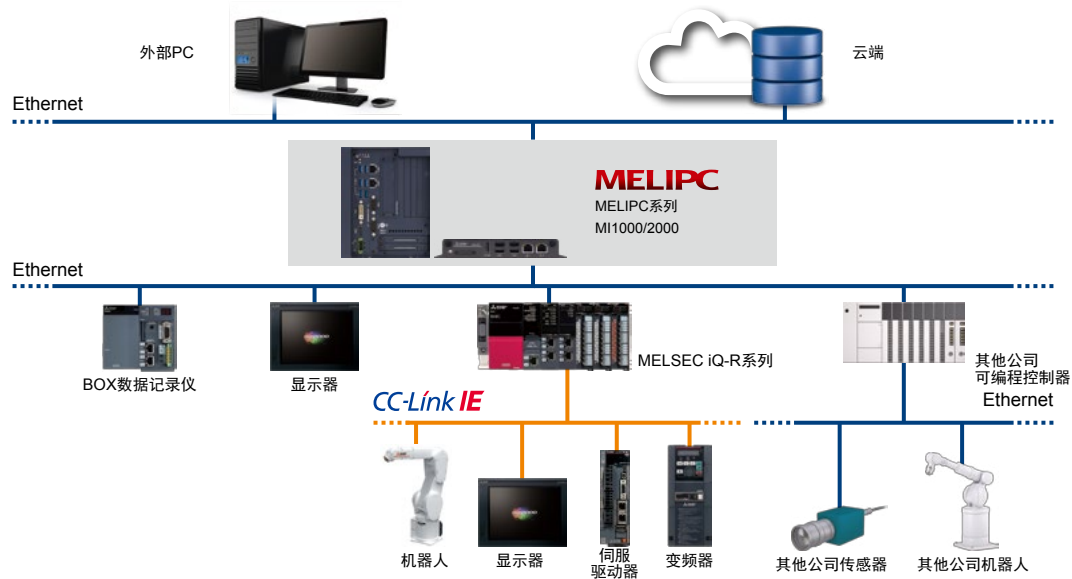 外部PC
云端
Ethernet
MELIPC
MELIPC系列
MI1000/2000
Ethernet
BOX数据记录仪
显示器
MELSEC iQ-R系列
其他公司
可编程控制器
CC-Link IE
Ethernet
机器人
显示器
伺服
驱动器
变频器
其他公司传感器
其他公司机器人